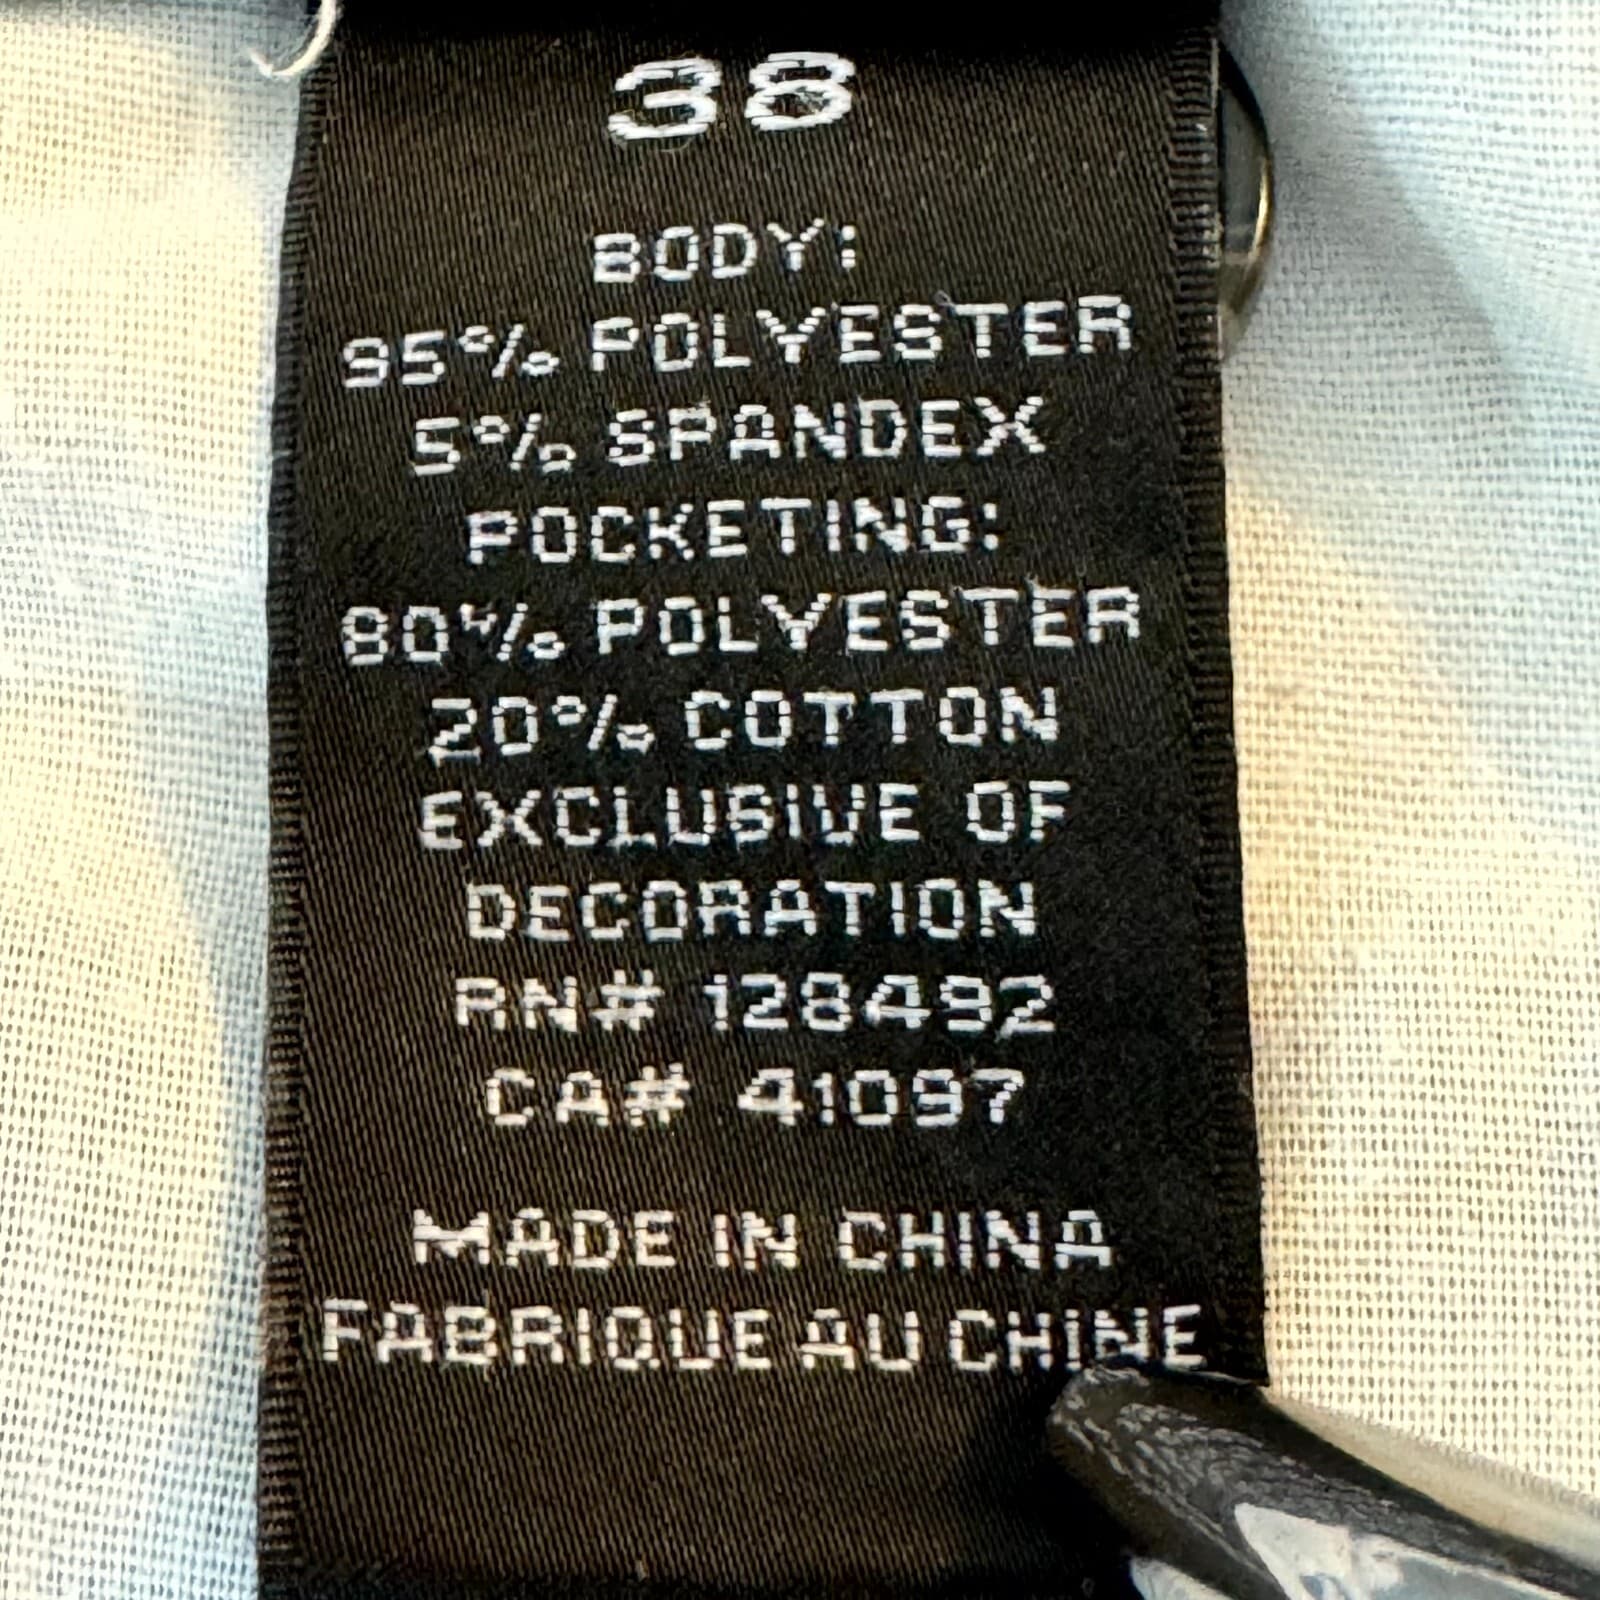 38
BODY:
95% POLYESTER
5% SPANDEX
POCKETING:
80% POLYESTER
20% COTTON
EXCLUSIVE OF
DECORATION
RN# 128492
CA# 41097
MADE IN CHINA
FABRIQUE AU CHINE